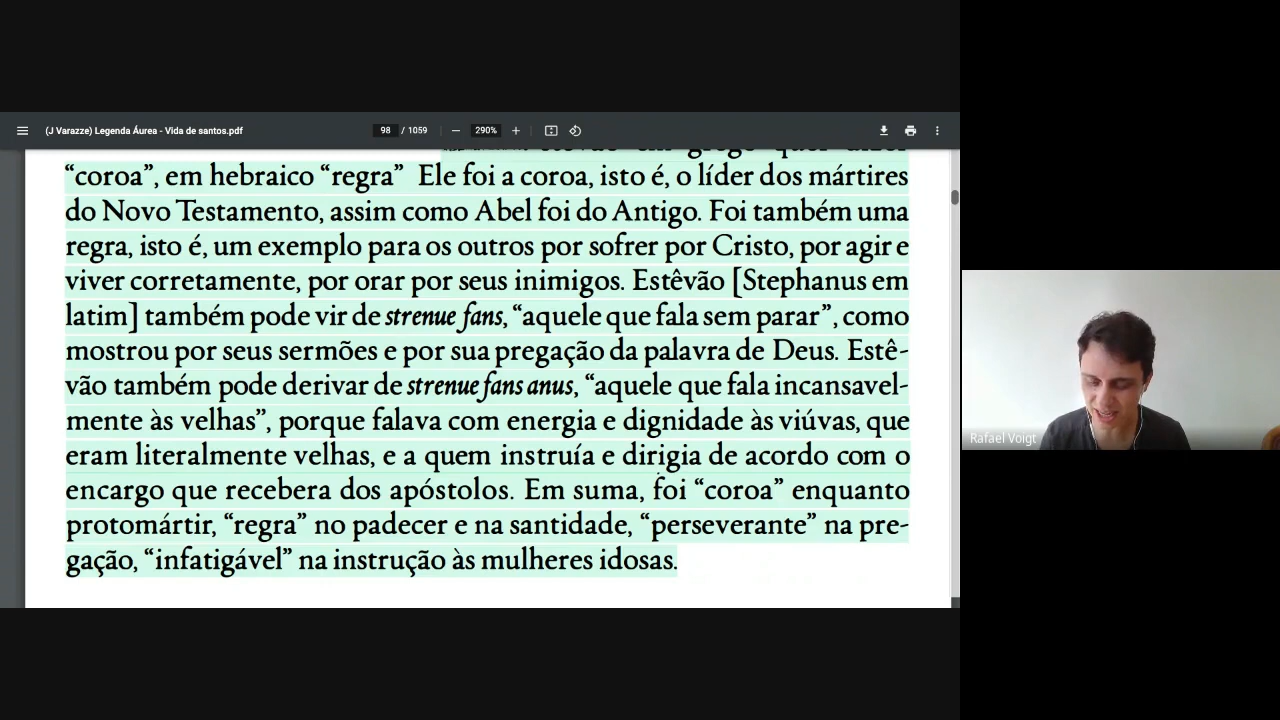 (J Varazze) Legenda Áurea - Vida de santos.pdf
98 / 1059
290%
“coroa”, em hebraico “regra” Ele foi a coroa, isto é, o líder dos mártires
do Novo Testamento, assim como Abel foi do Antigo. Foi também uma
regra, isto é, um exemplo para os outros por sofrer por Cristo, por agir e
viver corretamente, por orar por seus inimigos. Estêvão [Stephanus em
latim] também pode vir de strenue fans, “aquele que fala sem parar”, como
mostrou por seus sermões e por sua pregação da palavra de Deus. Estê-
vão também pode derivar de strenue fans anus, “aquele que fala incansavel-
mente às velhas”, porque falava com energia e dignidade às viúvas, que
eram literalmente velhas, e a quem instruía e dirigia de acordo com o
encargo que recebera dos apóstolos. Em suma, foi “coroa” enquanto
protomártir, “regra” no padecer e na santidade, “perseverante” na pre-
gação, “infatigável” na instrução às mulheres idosas.
Rafael Voigt